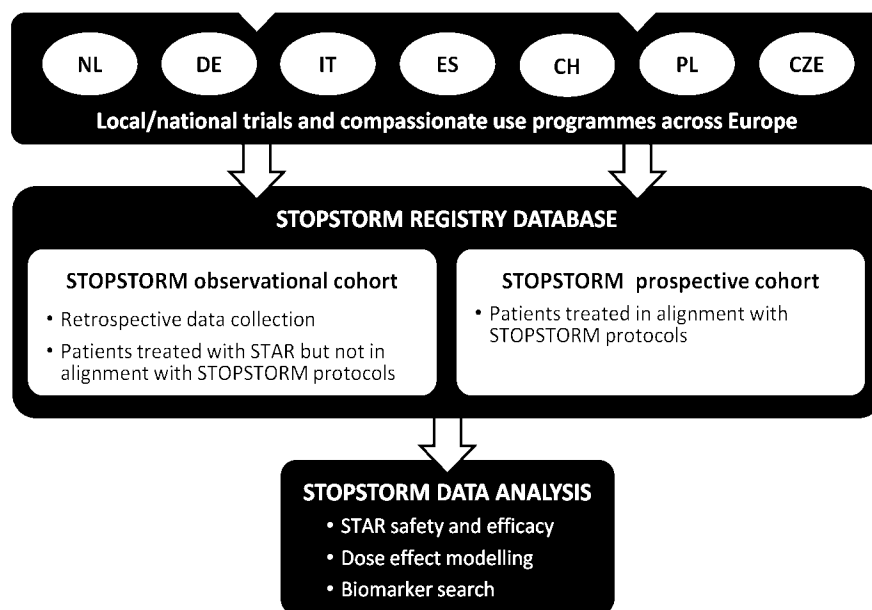 NL DE IT ES CH PL CZE
Local/national trials and compassionate use programmes across Europe
STOPSTORM REGISTRY DATABASE
STOPSTORM observational cohort
• Retrospective data collection
• Patients treated with STAR but not in
alignment with STOPSTORM protocols
STOPSTORM prospective cohort
• Patients treated in alignment with
STOPSTORM protocols
STOPSTORM DATA ANALYSIS
• STAR safety and efficacy
• Dose effect modelling
• Biomarker search